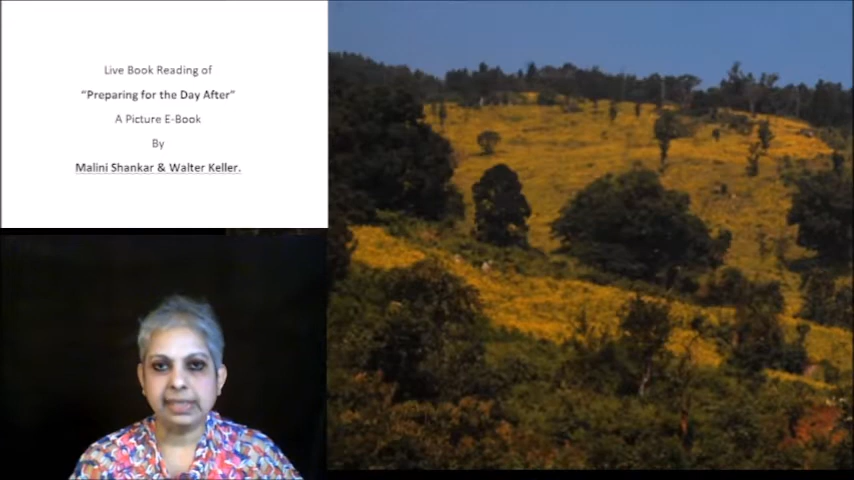 Live Book Reading of
"Preparing for the Day After"
A Picture E-Book
By
Malini Shankar & Walter Keller.